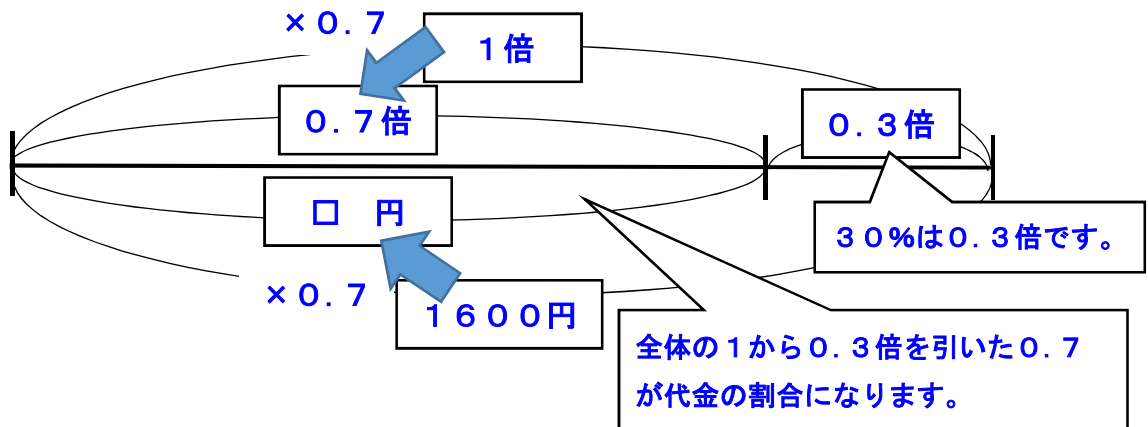 ×０.７
１倍
０.７倍
０.３倍
□　円
３０％は０.３倍です。
×０.７
１６００円
全体の１から０.３倍を引いた０.７
が代金の割合になります。